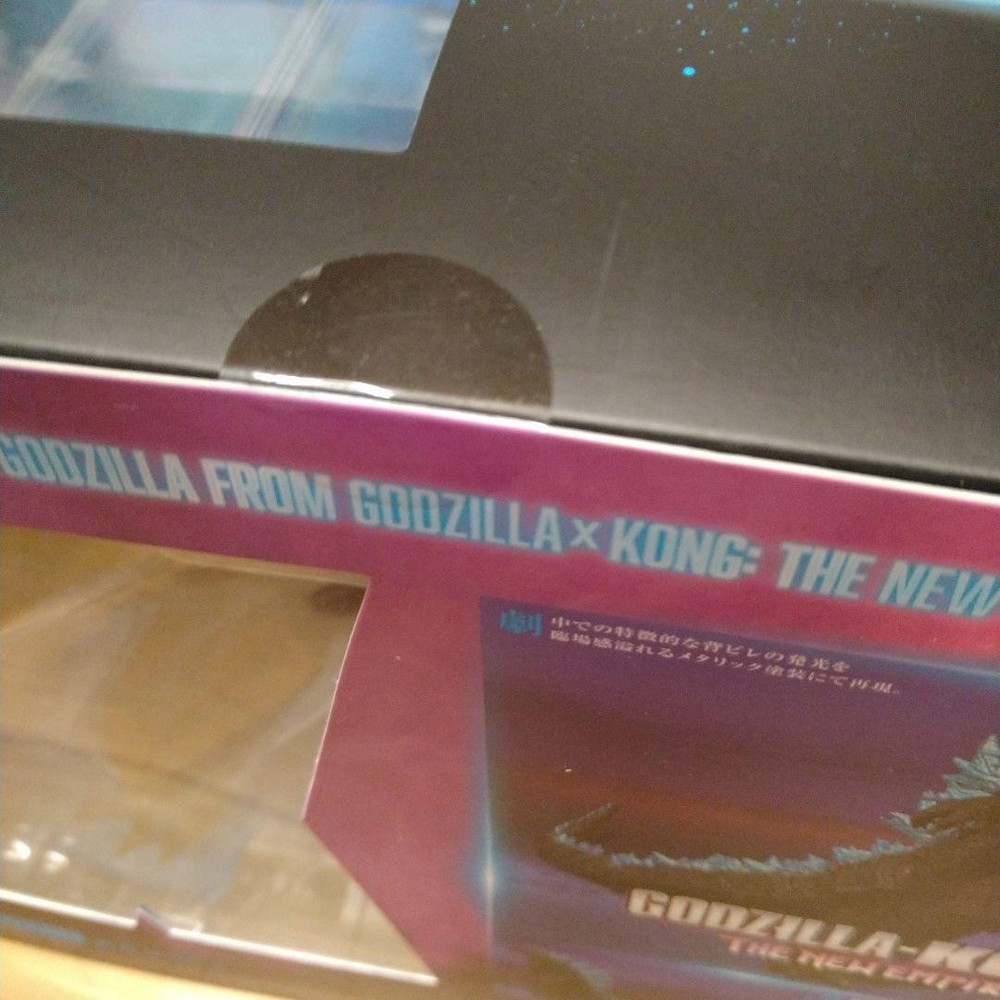 GODZILLA FROM GODZILLA x KONG: THE NEW
劇中での特徴的な背ビレの発光を
臨場感溢れるメタリック塗装にて再現。
GODZILLA-K
THE NEW EMPIR